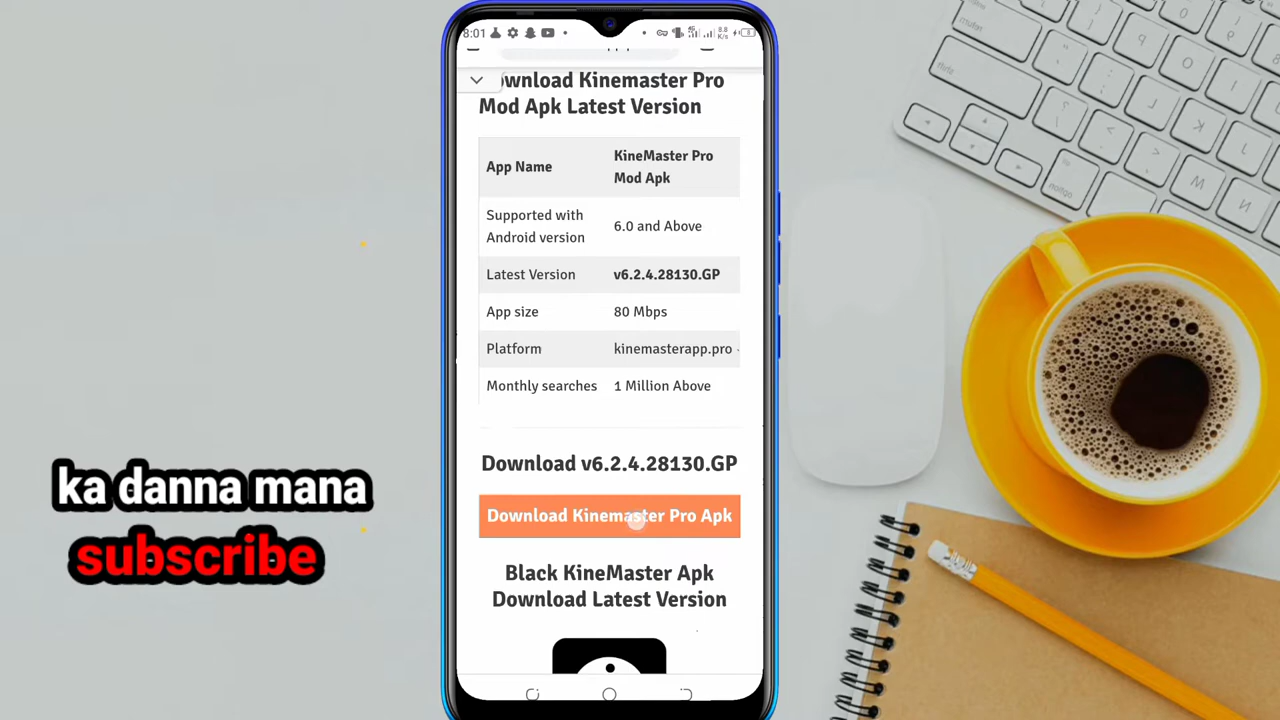 8:01
8.8
K/s
wnload Kinemaster Pro
Mod Apk Latest Version
App Name
KineMaster Pro
Mod Apk
Supported with
Android version
6.0 and Above
Latest Version
v6.2.4.28130.GP
App size
80 Mbps
Platform
kinemasterapp.pro
Monthly searches
1 Million Above
Download v6.2.4.28130.GP
Download Kinemaster Pro Apk
Black KineMaster Apk
Download Latest Version
ka danna mana
subscribe